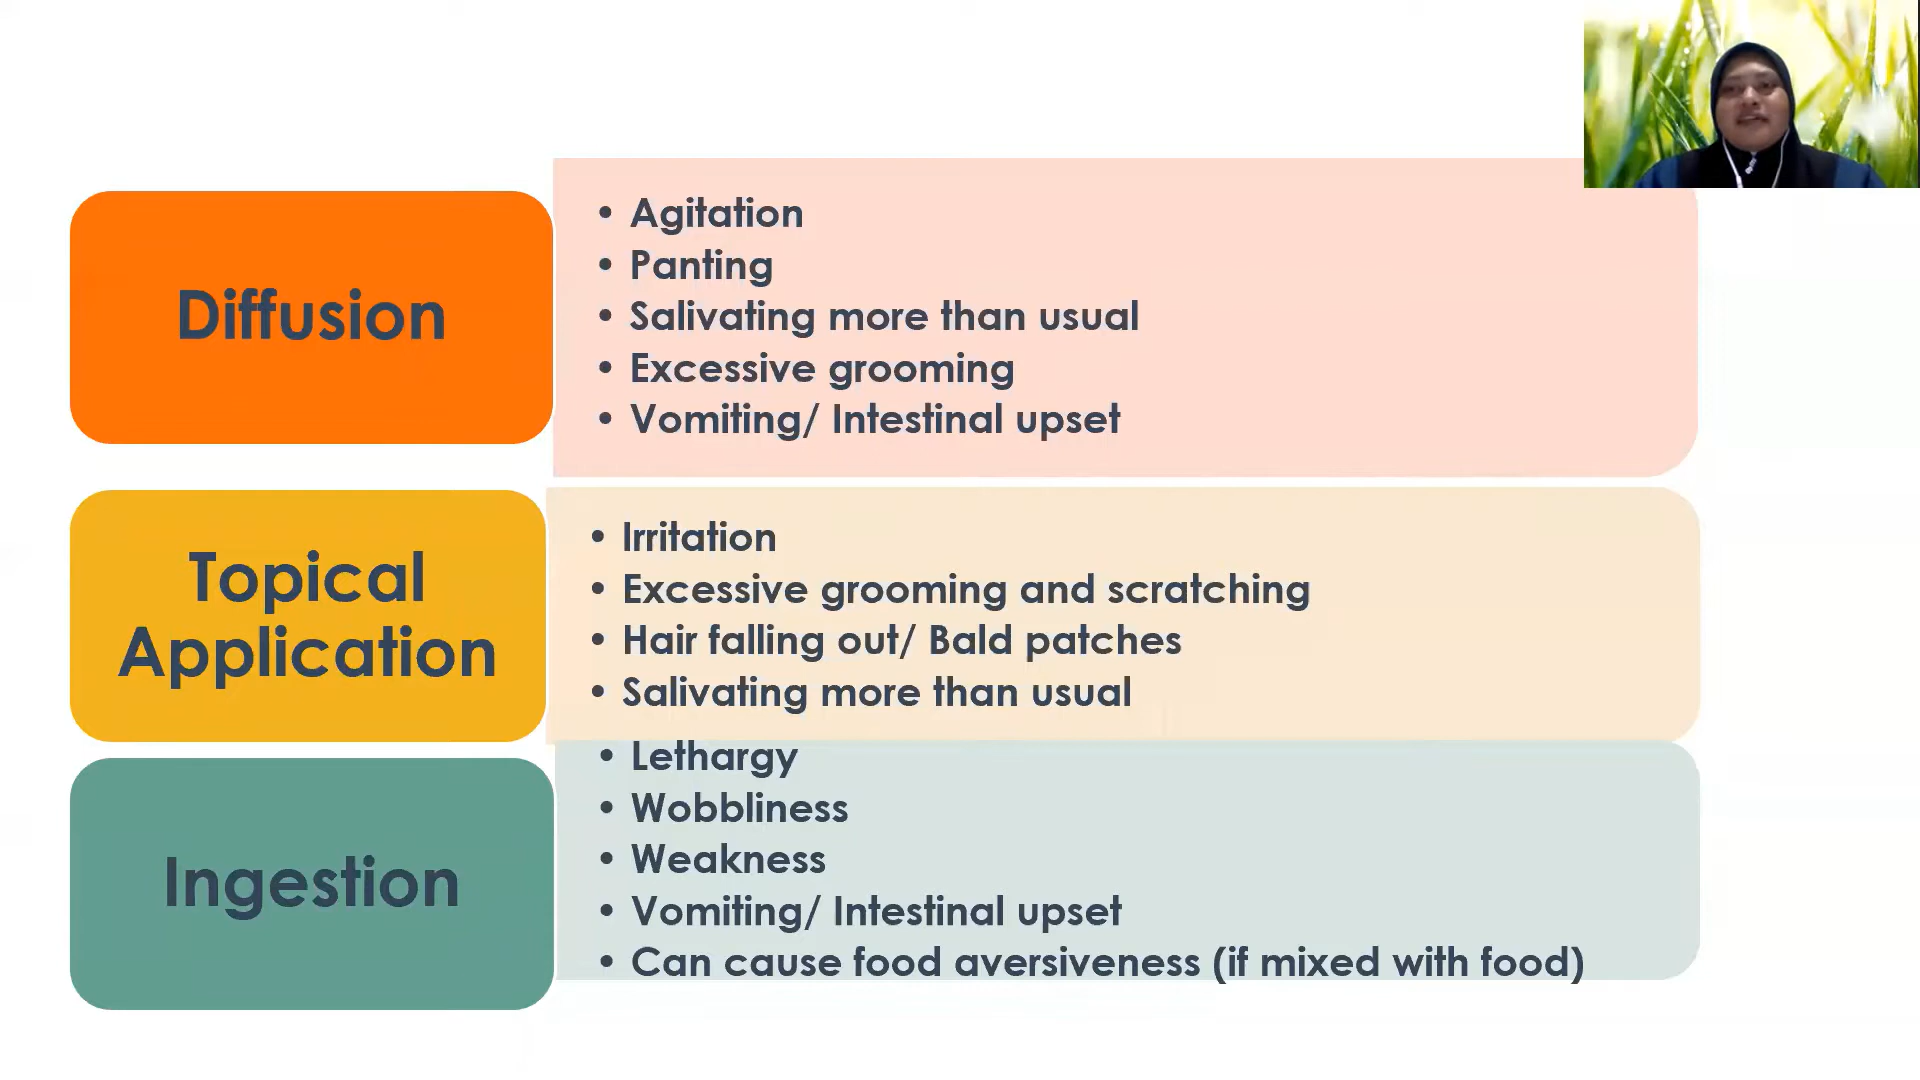 Diffusion
• Agitation
• Panting
• Salivating more than usual
• Excessive grooming
• Vomiting/ Intestinal upset
Topical
Application
• Irritation
• Excessive grooming and scratching
• Hair falling out/ Bald patches
• Salivating more than usual
Ingestion
• Lethargy
• Wobbliness
• Weakness
• Vomiting/ Intestinal upset
• Can cause food aversiveness (if mixed with food)